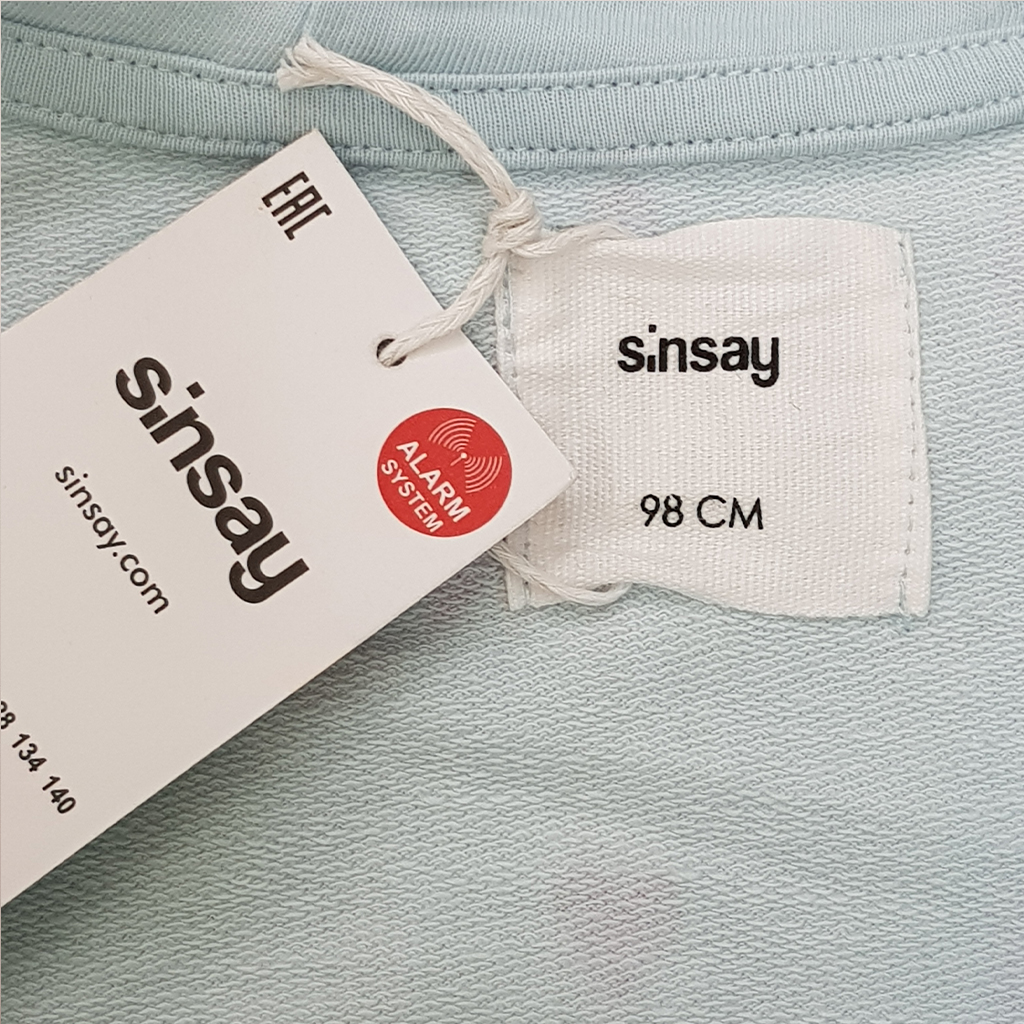 EAC
sinsay
sinsay.com
ALARM
SYSTEM
134 140
sinsay
98 CM